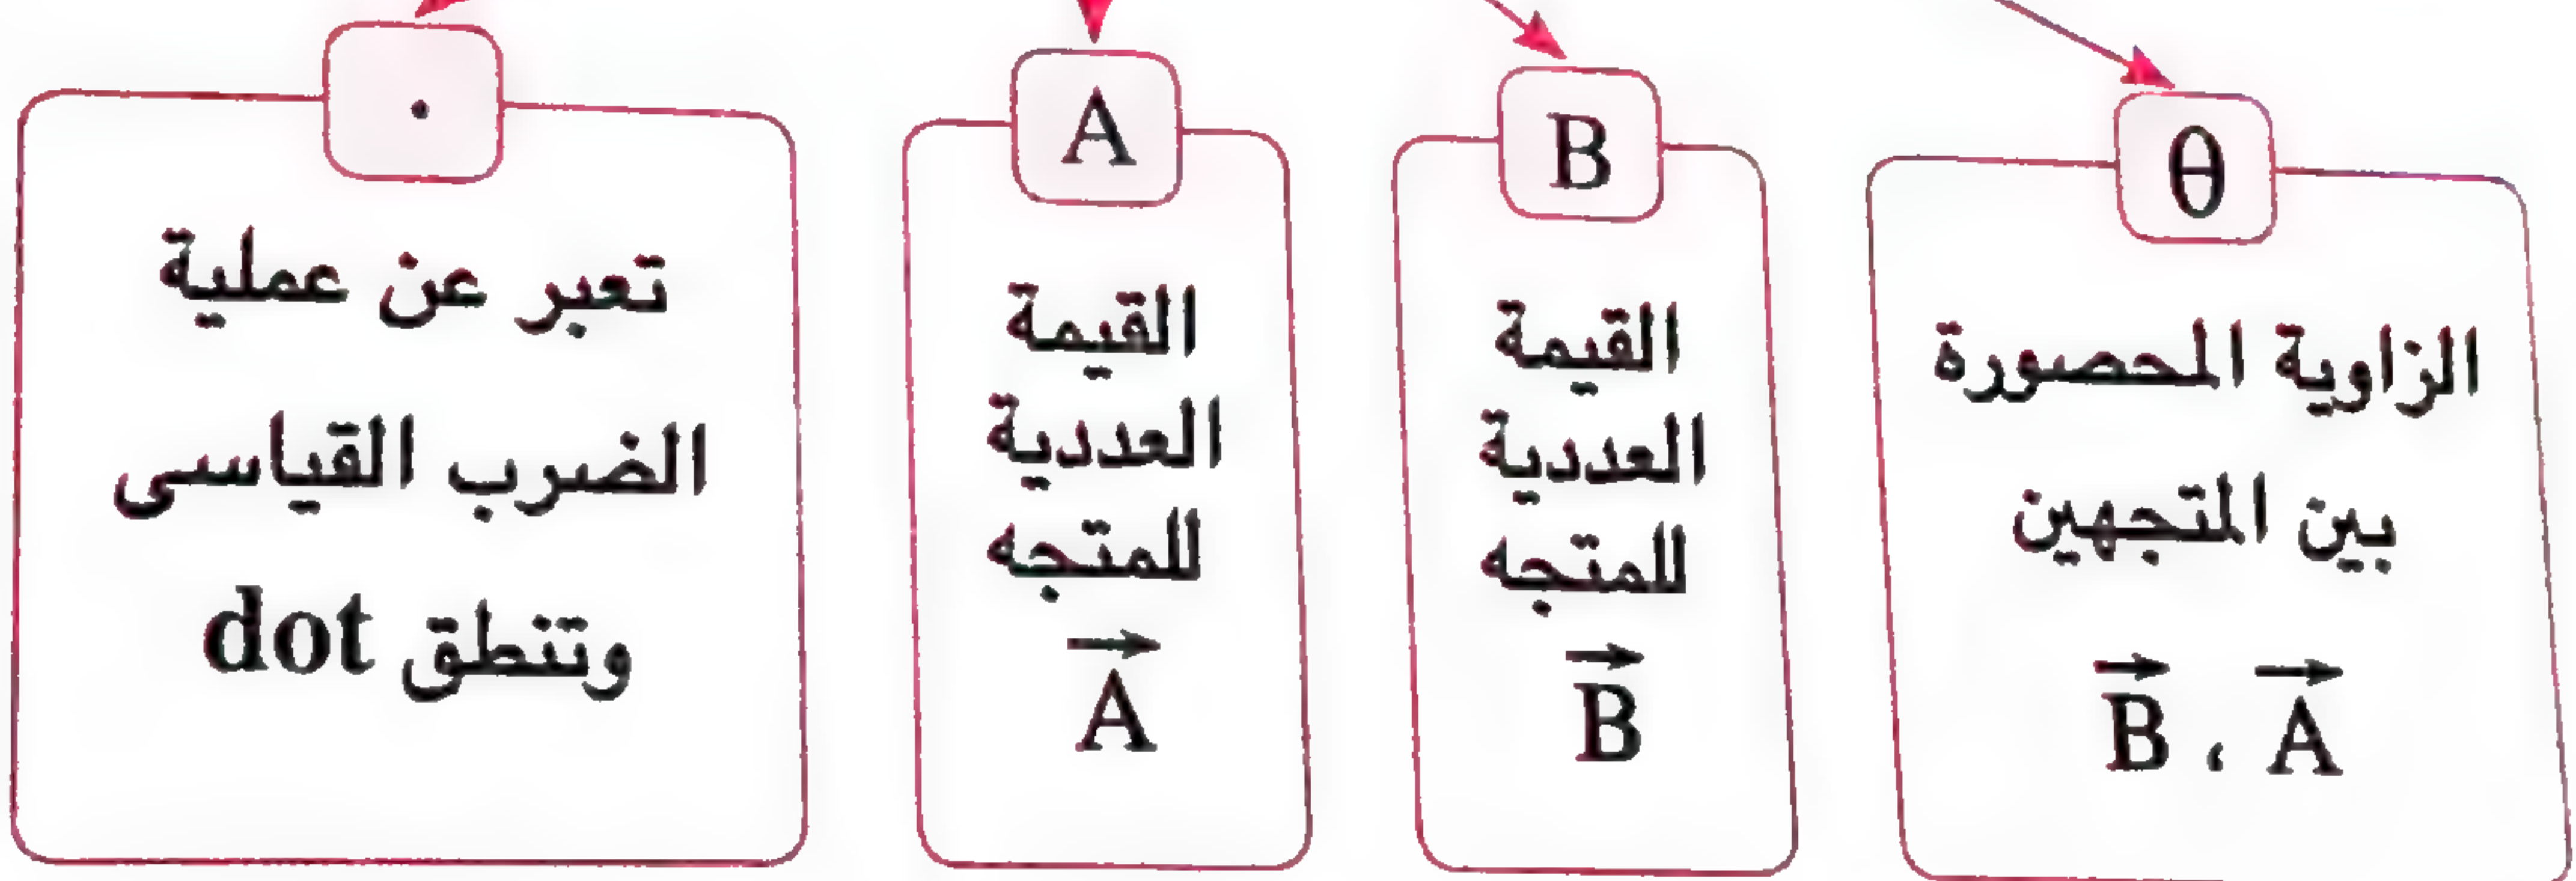 ·
تعبر عن عملية
الضرب القياسى
وتنطق dot
A
القيمة
العددية
للمتجه
A⃗
B
القيمة
العددية
للمتجه
B⃗
θ
الزاوية المحصورة
بين المتجهين
A⃗ ، B⃗